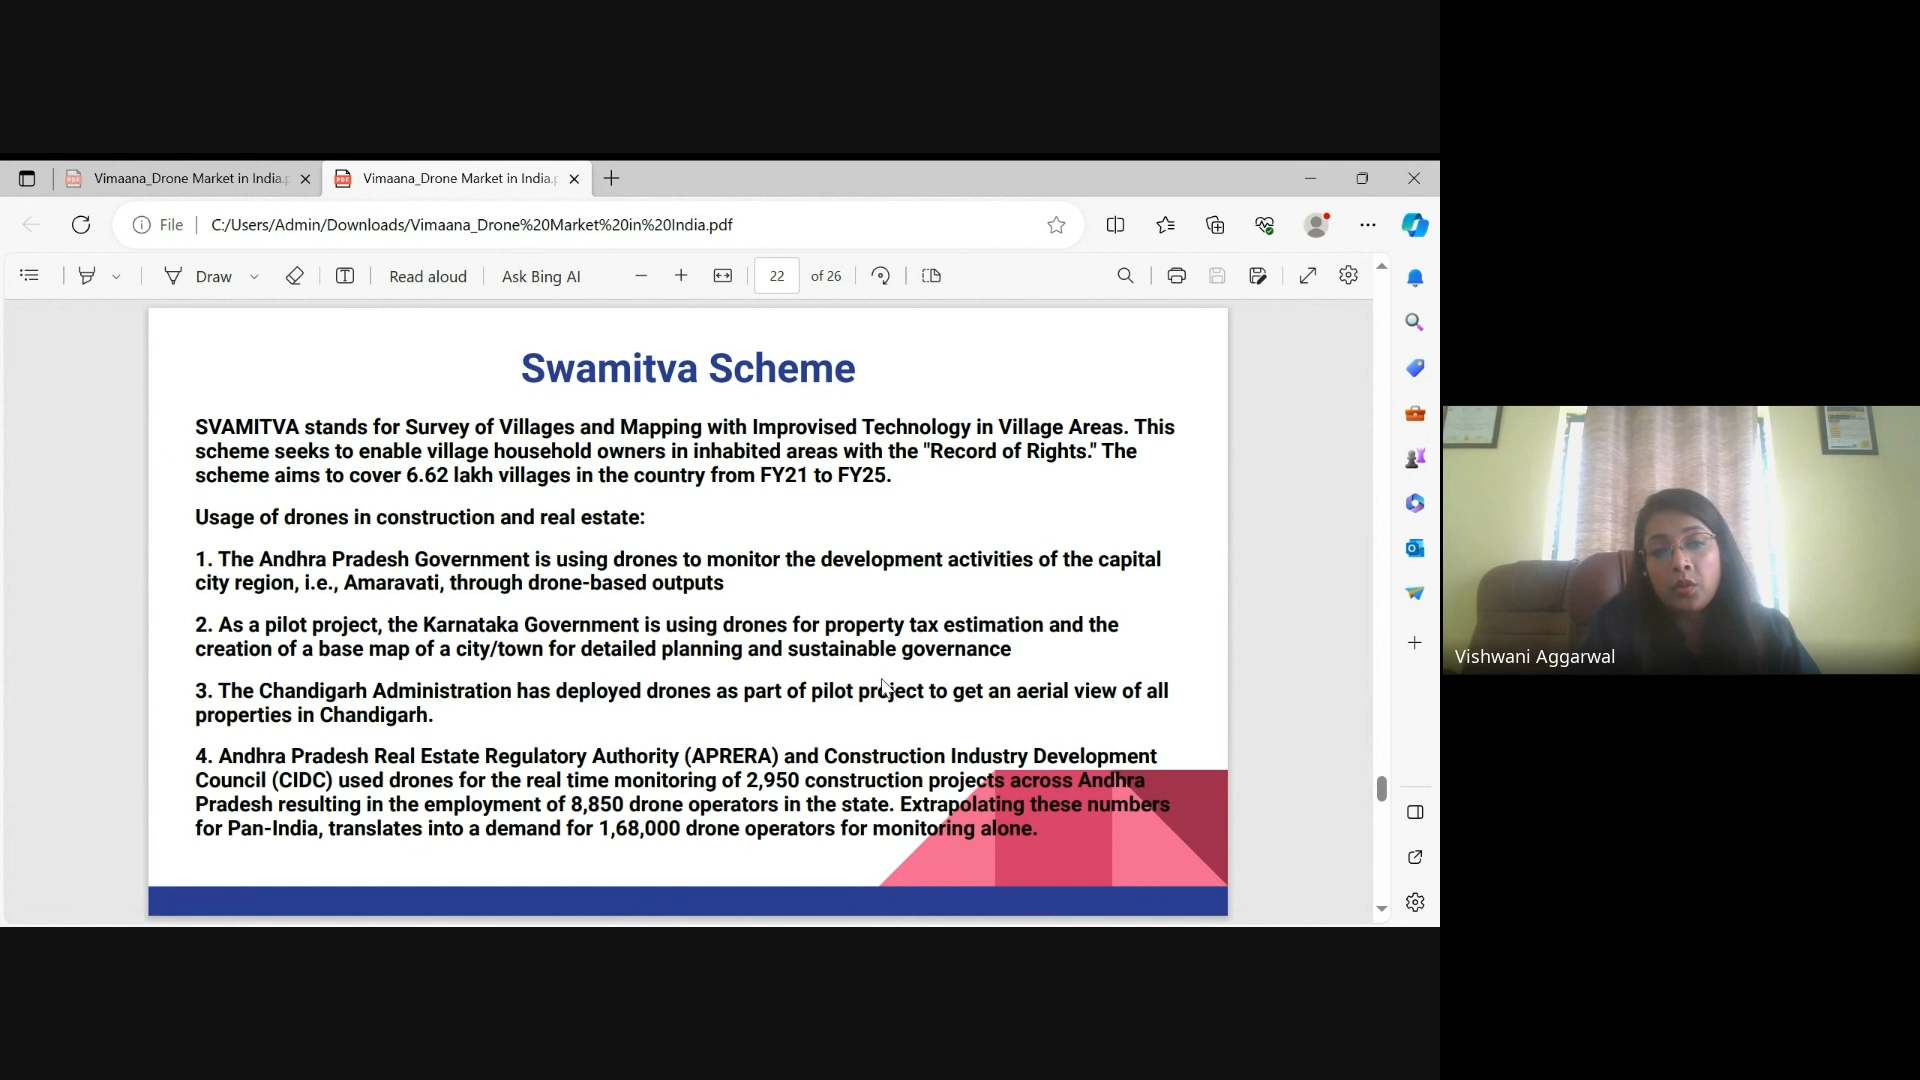 Vimaana_Drone Market in India.p
Vimaana_Drone Market in India.p
File
C:/Users/Admin/Downloads/Vimaana_Drone%20Market%20in%20India.pdf
Draw
Read aloud
Ask Bing AI
22
of 26
Swamitva Scheme
SVAMITVA stands for Survey of Villages and Mapping with Improvised Technology in Village Areas. This
scheme seeks to enable village household owners in inhabited areas with the "Record of Rights." The
scheme aims to cover 6.62 lakh villages in the country from FY21 to FY25.
Usage of drones in construction and real estate:
1. The Andhra Pradesh Government is using drones to monitor the development activities of the capital
city region, i.e., Amaravati, through drone-based outputs
2. As a pilot project, the Karnataka Government is using drones for property tax estimation and the
creation of a base map of a city/town for detailed planning and sustainable governance
3. The Chandigarh Administration has deployed drones as part of pilot project to get an aerial view of all
properties in Chandigarh.
4. Andhra Pradesh Real Estate Regulatory Authority (APRERA) and Construction Industry Development
Council (CIDC) used drones for the real time monitoring of 2,950 construction projects across Andhra
Pradesh resulting in the employment of 8,850 drone operators in the state. Extrapolating these numbers
for Pan-India, translates into a demand for 1,68,000 drone operators for monitoring alone.
Vishwani Aggarwal